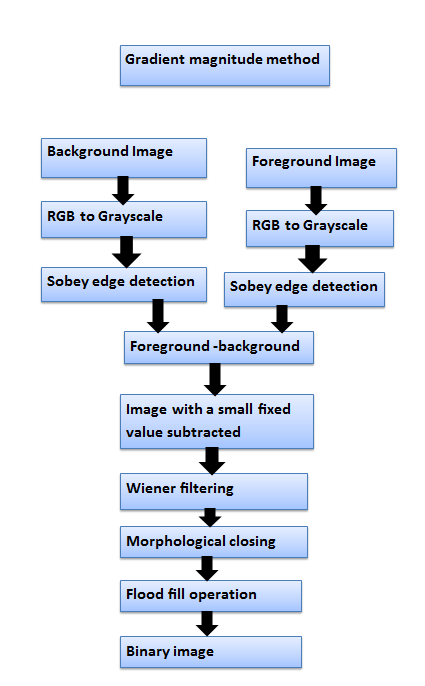 Gradient magnitude method
Background Image
Foreground Image
RGB to Grayscale
RGB to Grayscale
Sobey edge detection
Sobey edge detection
Foreground -background
Image with a small fixed
value subtracted
Wiener filtering
Morphological closing
Flood fill operation
Binary image